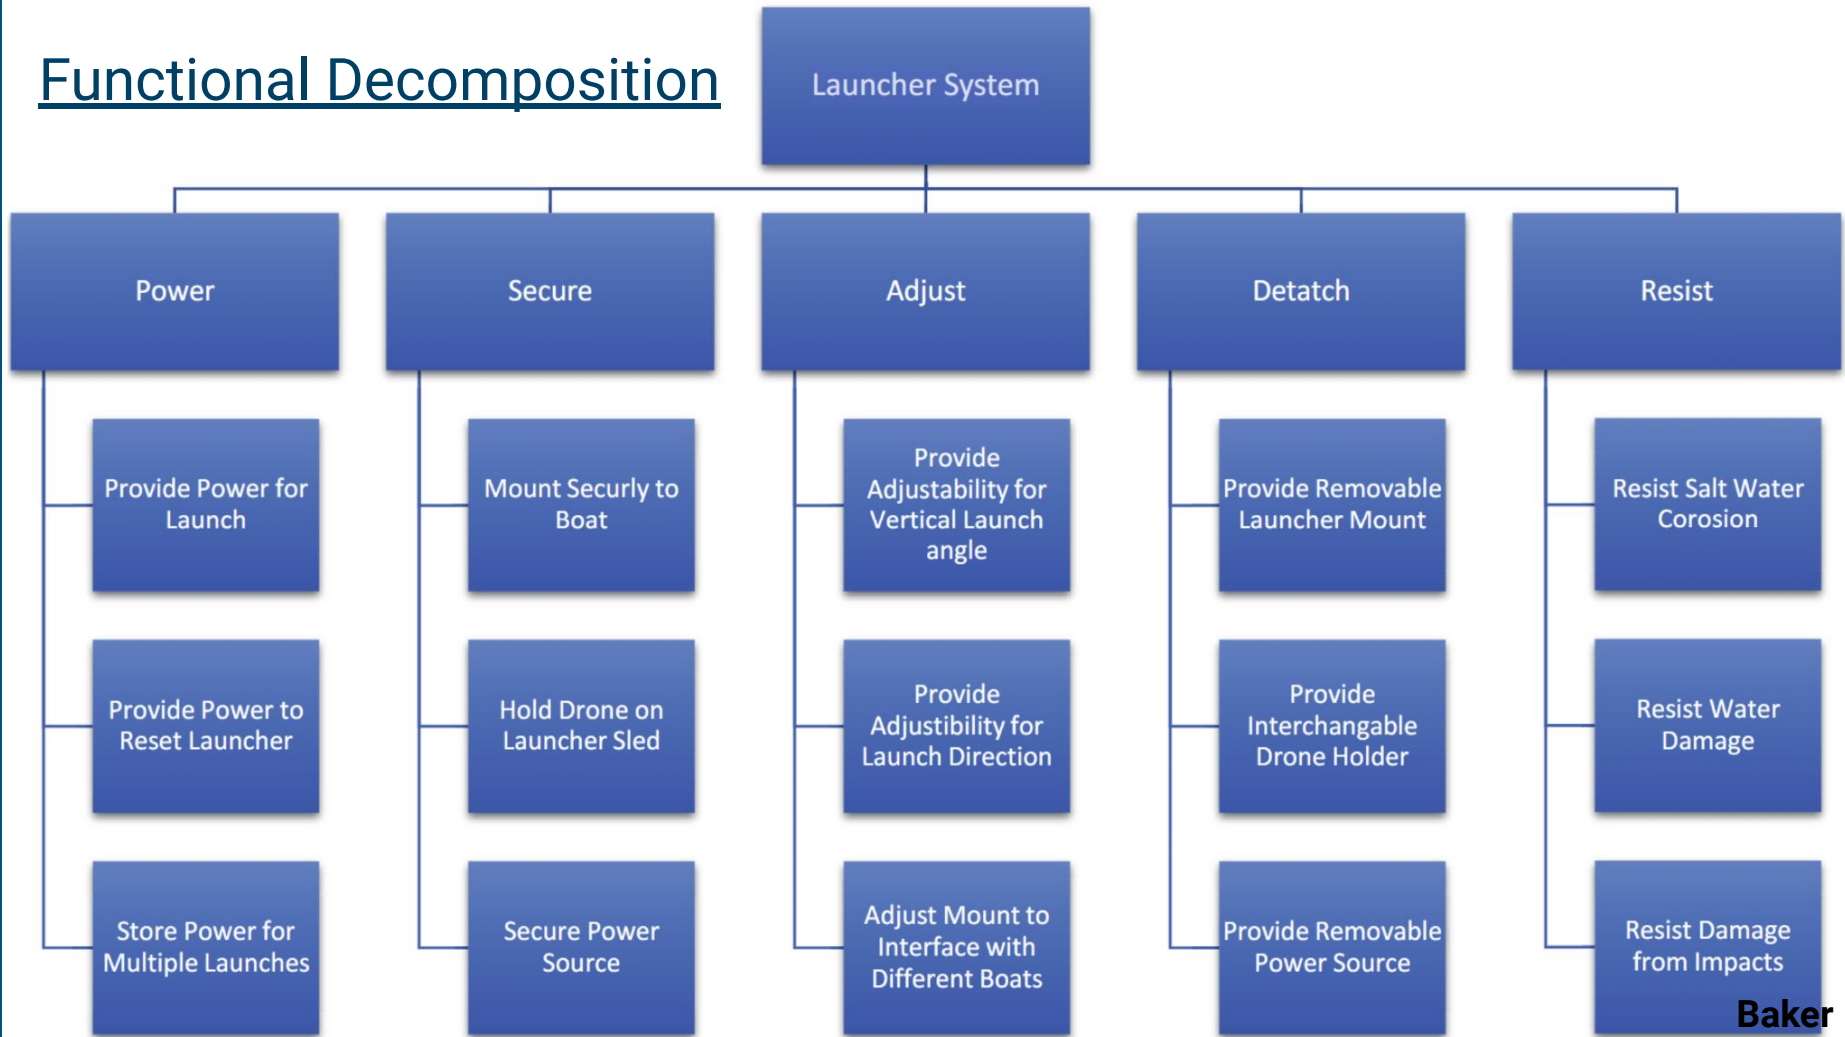 Functional Decomposition
Launcher System
Power
Secure
Adjust
Detatch
Resist
Provide Power for
Launch
Provide Power to
Reset Launcher
Store Power for
Multiple Launches
Mount Securly to
Boat
Hold Drone on
Launcher Sled
Secure Power
Source
Provide
Adjustability for
Vertical Launch
angle
Provide
Adjustibility for
Launch Direction
Adjust Mount to
Interface with
Different Boats
Provide Removable
Launcher Mount
Provide
Interchangable
Drone Holder
Provide Removable
Power Source
Resist Salt Water
Corosion
Resist Water
Damage
Resist Damage
from Impacts
Baker